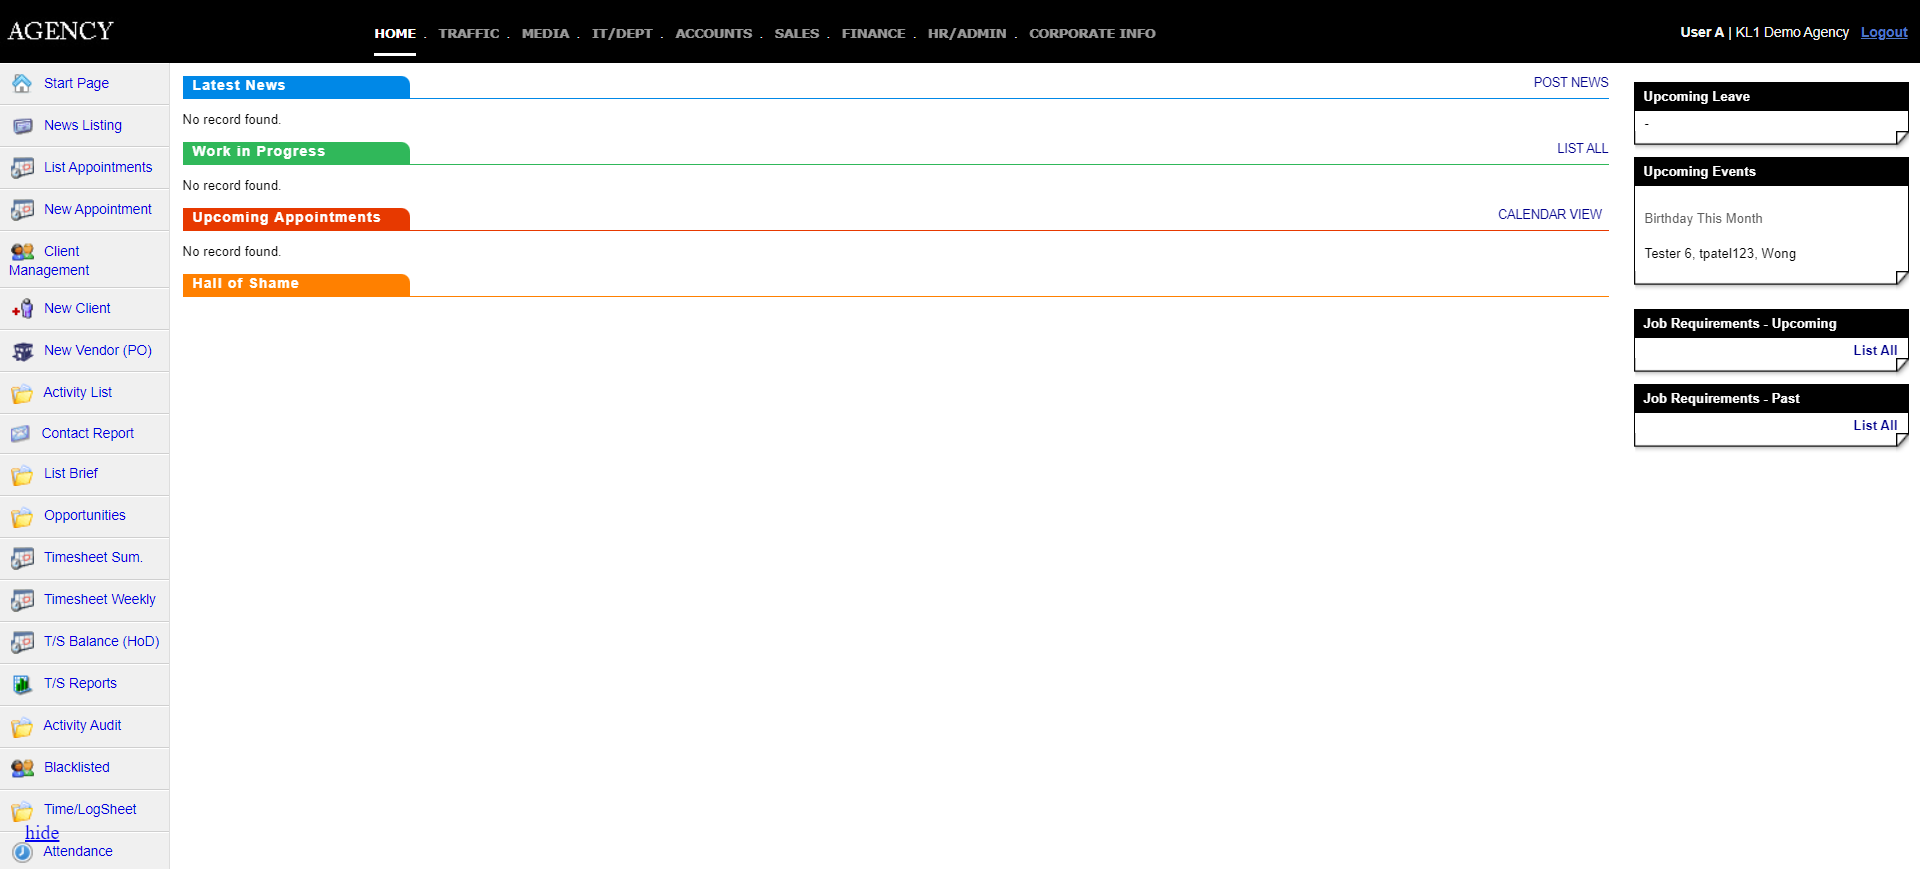 AGENCY
HOME . TRAFFIC . MEDIA . IT/DEPT . ACCOUNTS . SALES . FINANCE . HR/ADMIN . CORPORATE INFO
User A | KL1 Demo Agency Logout
Start Page
News Listing
List Appointments
New Appointment
Client
Management
New Client
New Vendor (PO)
Activity List
Contact Report
List Brief
Opportunities
Timesheet Sum.
Timesheet Weekly
T/S Balance (HoD)
T/S Reports
Activity Audit
Blacklisted
Time/LogSheet
hide
Attendance
Latest News
POST NEWS
No record found.
Work in Progress
LIST ALL
No record found.
Upcoming Appointments
CALENDAR VIEW
No record found.
Hall of Shame
Upcoming Leave
-
Upcoming Events
Birthday This Month
Tester 6, tpatel123, Wong
Job Requirements - Upcoming
List All
Job Requirements - Past
List All